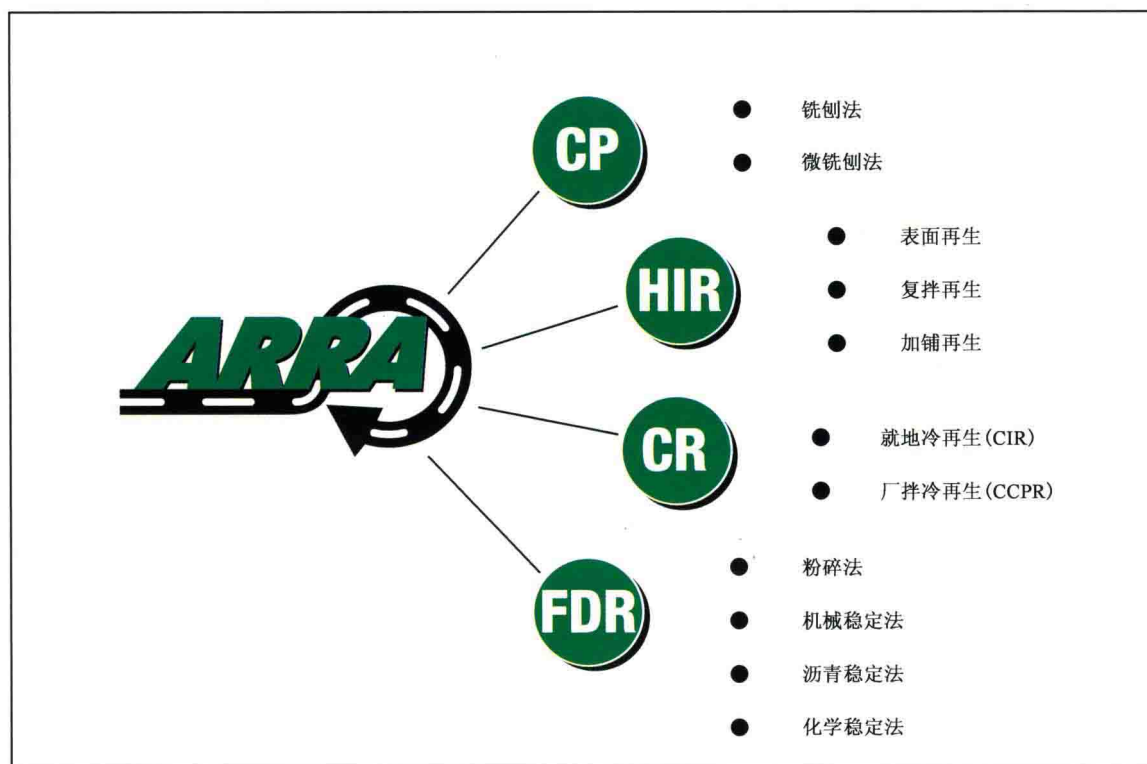 CP
铣刨法
微铣刨法
HIR
表面再生
复拌再生
加铺再生
ARRA
CR
就地冷再生(CIR)
厂拌冷再生(CCPR)
FDR
粉碎法
机械稳定法
沥青稳定法
化学稳定法